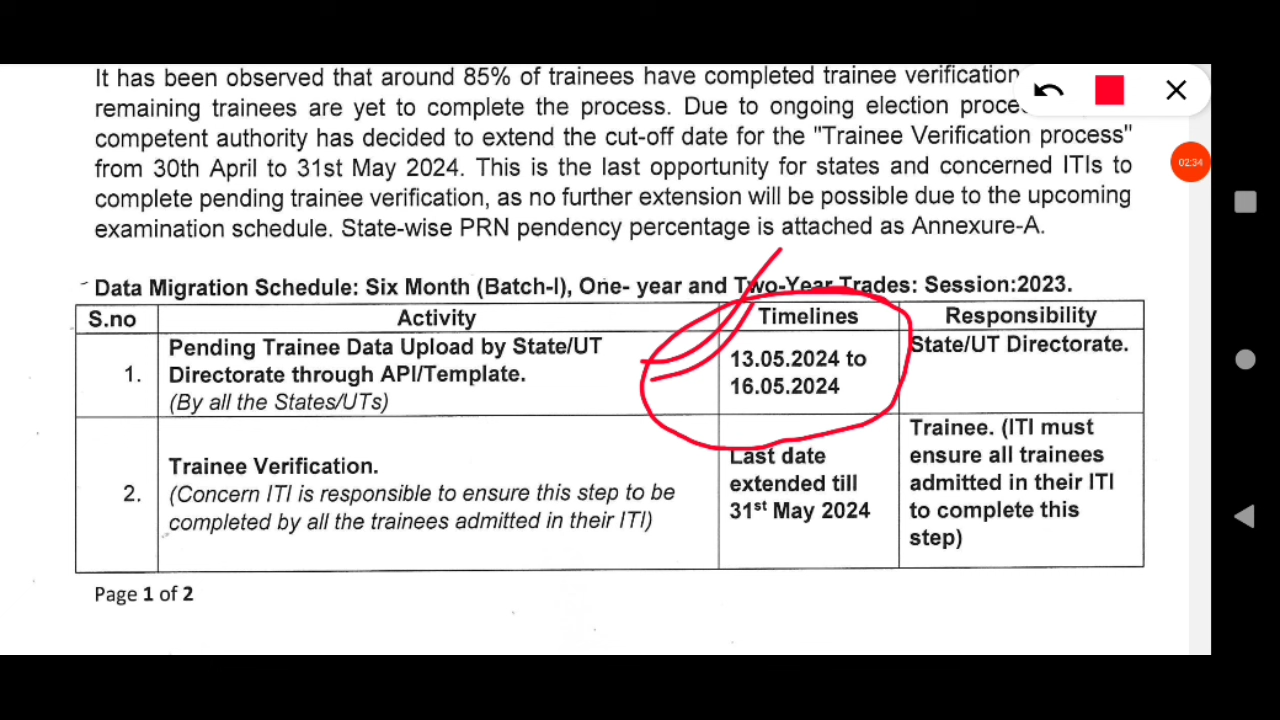 It has been observed that around 85% of trainees have completed trainee verification
remaining trainees are yet to complete the process. Due to ongoing election
competent authority has decided to extend the cut-off date for the "Trainee Verification process"
from 30th April to 31st May 2024. This is the last opportunity for states and concerned ITIs to
complete pending trainee verification, as no further extension will be possible due to the upcoming
examination schedule. State-wise PRN pendency percentage is attached as Annexure-A.
02:34
Data Migration Schedule: Six Month (Batch-I), One- year and Two-Year Trades: Session:2023.
S.no Activity Timelines Responsibility
1. Pending Trainee Data Upload by State/UT
Directorate through API/Template.
(By all the States/UTs)
13.05.2024 to
16.05.2024
State/UT Directorate.
2. Trainee Verification.
(Concern ITI is responsible to ensure this step to be
completed by all the trainees admitted in their ITI)
Last date
extended till
31st May 2024
Trainee. (ITI must
ensure all trainees
admitted in their ITI
to complete this
step)
Page 1 of 2